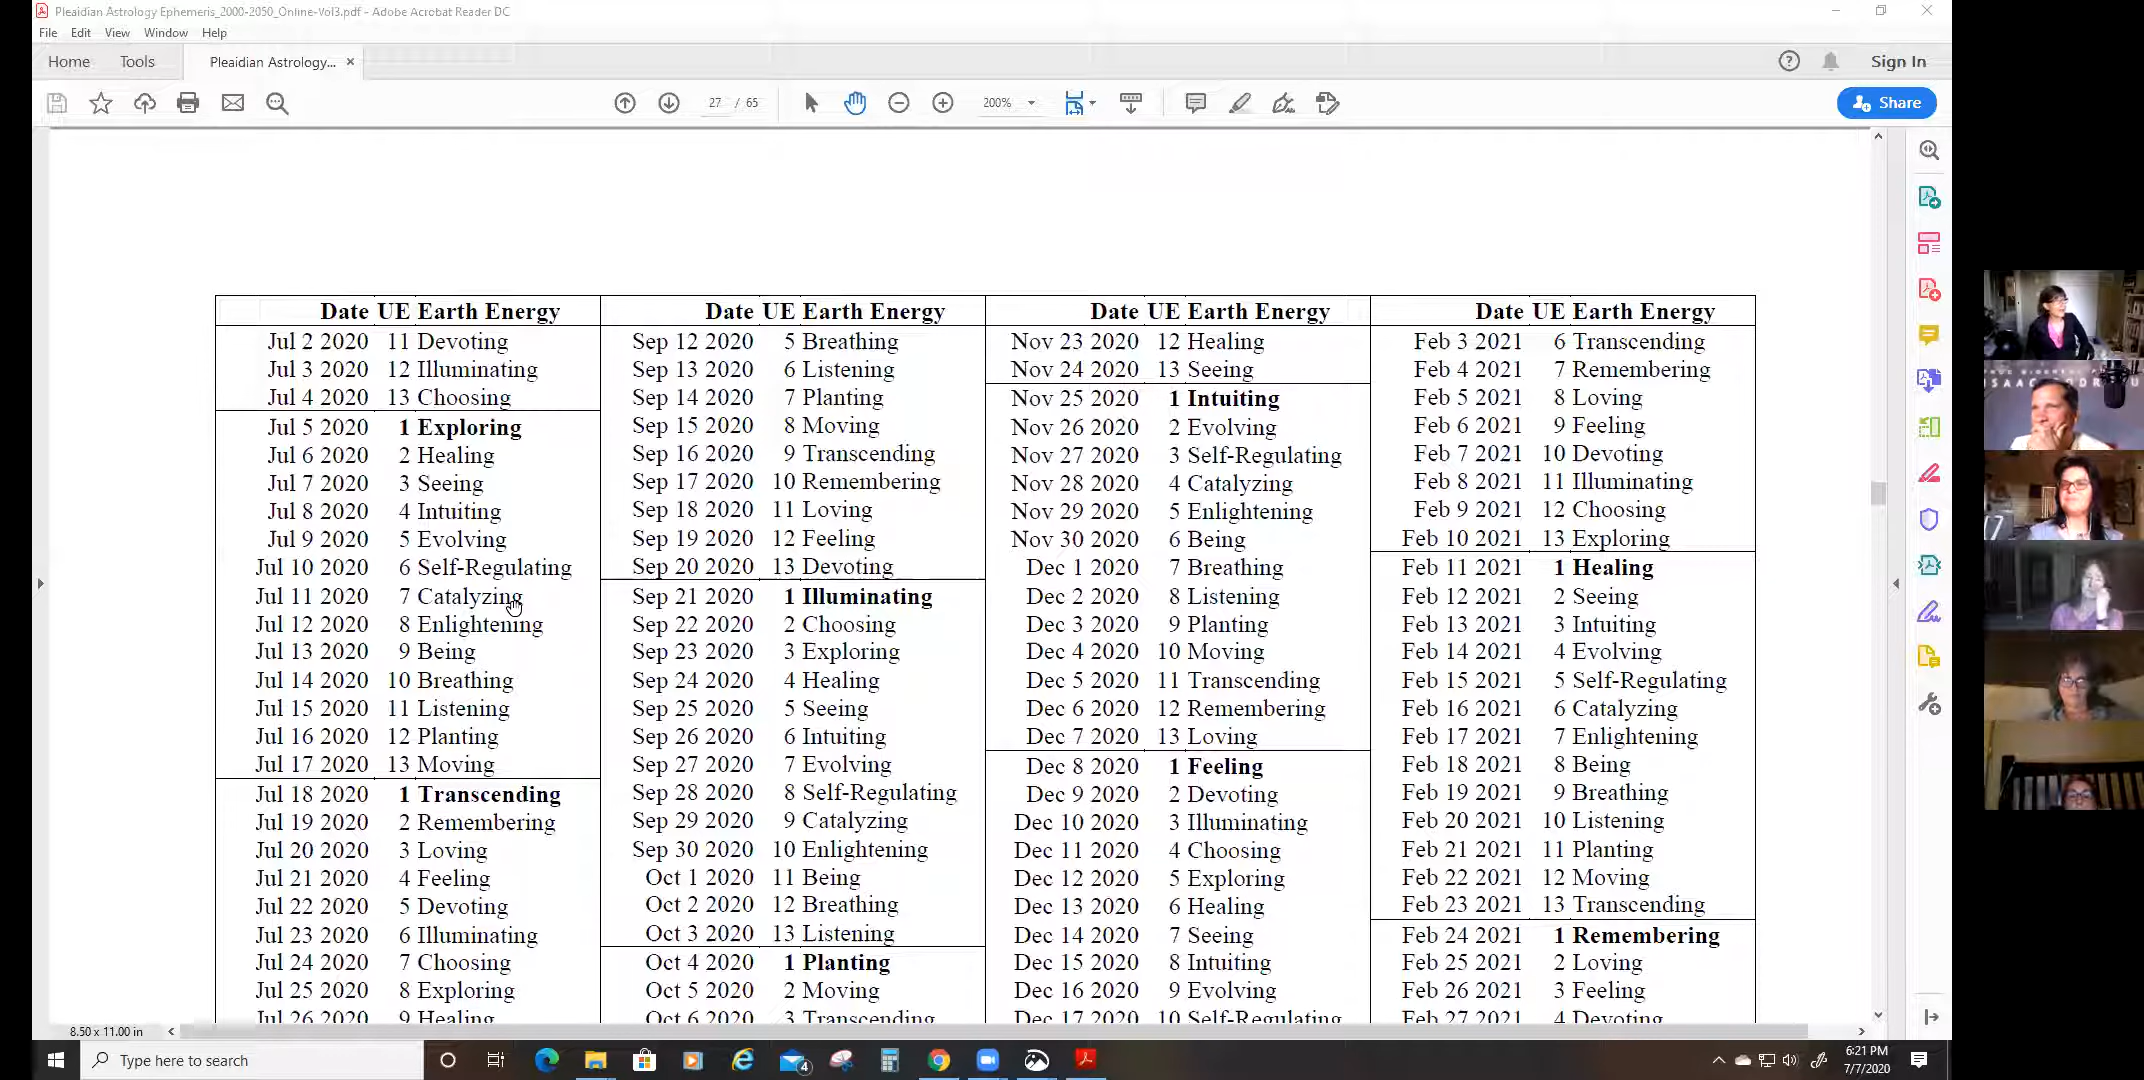 Pleaidian Astrology Ephemeris_2000-2050_Online-Vol3.pdf - Adobe Acrobat Reader DC
File Edit View Window Help
Home Tools Pleaidian Astrology... × Sign In
27 / 65 200% Share
Date UE Earth Energy
Jul 2 2020 11 Devoting
Jul 3 2020 12 Illuminating
Jul 4 2020 13 Choosing
Jul 5 2020 1 Exploring
Jul 6 2020 2 Healing
Jul 7 2020 3 Seeing
Jul 8 2020 4 Intuiting
Jul 9 2020 5 Evolving
Jul 10 2020 6 Self-Regulating
Jul 11 2020 7 Catalyzing
Jul 12 2020 8 Enlightening
Jul 13 2020 9 Being
Jul 14 2020 10 Breathing
Jul 15 2020 11 Listening
Jul 16 2020 12 Planting
Jul 17 2020 13 Moving
Jul 18 2020 1 Transcending
Jul 19 2020 2 Remembering
Jul 20 2020 3 Loving
Jul 21 2020 4 Feeling
Jul 22 2020 5 Devoting
Jul 23 2020 6 Illuminating
Jul 24 2020 7 Choosing
Jul 25 2020 8 Exploring
Jul 26 2020 9 Healing
Date UE Earth Energy
Sep 12 2020 5 Breathing
Sep 13 2020 6 Listening
Sep 14 2020 7 Planting
Sep 15 2020 8 Moving
Sep 16 2020 9 Transcending
Sep 17 2020 10 Remembering
Sep 18 2020 11 Loving
Sep 19 2020 12 Feeling
Sep 20 2020 13 Devoting
Sep 21 2020 1 Illuminating
Sep 22 2020 2 Choosing
Sep 23 2020 3 Exploring
Sep 24 2020 4 Healing
Sep 25 2020 5 Seeing
Sep 26 2020 6 Intuiting
Sep 27 2020 7 Evolving
Sep 28 2020 8 Self-Regulating
Sep 29 2020 9 Catalyzing
Sep 30 2020 10 Enlightening
Oct 1 2020 11 Being
Oct 2 2020 12 Breathing
Oct 3 2020 13 Listening
Oct 4 2020 1 Planting
Oct 5 2020 2 Moving
Oct 6 2020 3 Transcending
Date UE Earth Energy
Nov 23 2020 12 Healing
Nov 24 2020 13 Seeing
Nov 25 2020 1 Intuiting
Nov 26 2020 2 Evolving
Nov 27 2020 3 Self-Regulating
Nov 28 2020 4 Catalyzing
Nov 29 2020 5 Enlightening
Nov 30 2020 6 Being
Dec 1 2020 7 Breathing
Dec 2 2020 8 Listening
Dec 3 2020 9 Planting
Dec 4 2020 10 Moving
Dec 5 2020 11 Transcending
Dec 6 2020 12 Remembering
Dec 7 2020 13 Loving
Dec 8 2020 1 Feeling
Dec 9 2020 2 Devoting
Dec 10 2020 3 Illuminating
Dec 11 2020 4 Choosing
Dec 12 2020 5 Exploring
Dec 13 2020 6 Healing
Dec 14 2020 7 Seeing
Dec 15 2020 8 Intuiting
Dec 16 2020 9 Evolving
Dec 17 2020 10 Self-Regulating
Date UE Earth Energy
Feb 3 2021 6 Transcending
Feb 4 2021 7 Remembering
Feb 5 2021 8 Loving
Feb 6 2021 9 Feeling
Feb 7 2021 10 Devoting
Feb 8 2021 11 Illuminating
Feb 9 2021 12 Choosing
Feb 10 2021 13 Exploring
Feb 11 2021 1 Healing
Feb 12 2021 2 Seeing
Feb 13 2021 3 Intuiting
Feb 14 2021 4 Evolving
Feb 15 2021 5 Self-Regulating
Feb 16 2021 6 Catalyzing
Feb 17 2021 7 Enlightening
Feb 18 2021 8 Being
Feb 19 2021 9 Breathing
Feb 20 2021 10 Listening
Feb 21 2021 11 Planting
Feb 22 2021 12 Moving
Feb 23 2021 13 Transcending
Feb 24 2021 1 Remembering
Feb 25 2021 2 Loving
Feb 26 2021 3 Feeling
Feb 27 2021 4 Devoting
8.50 x 11.00 in
Type here to search
4
6:21 PM
7/7/2020